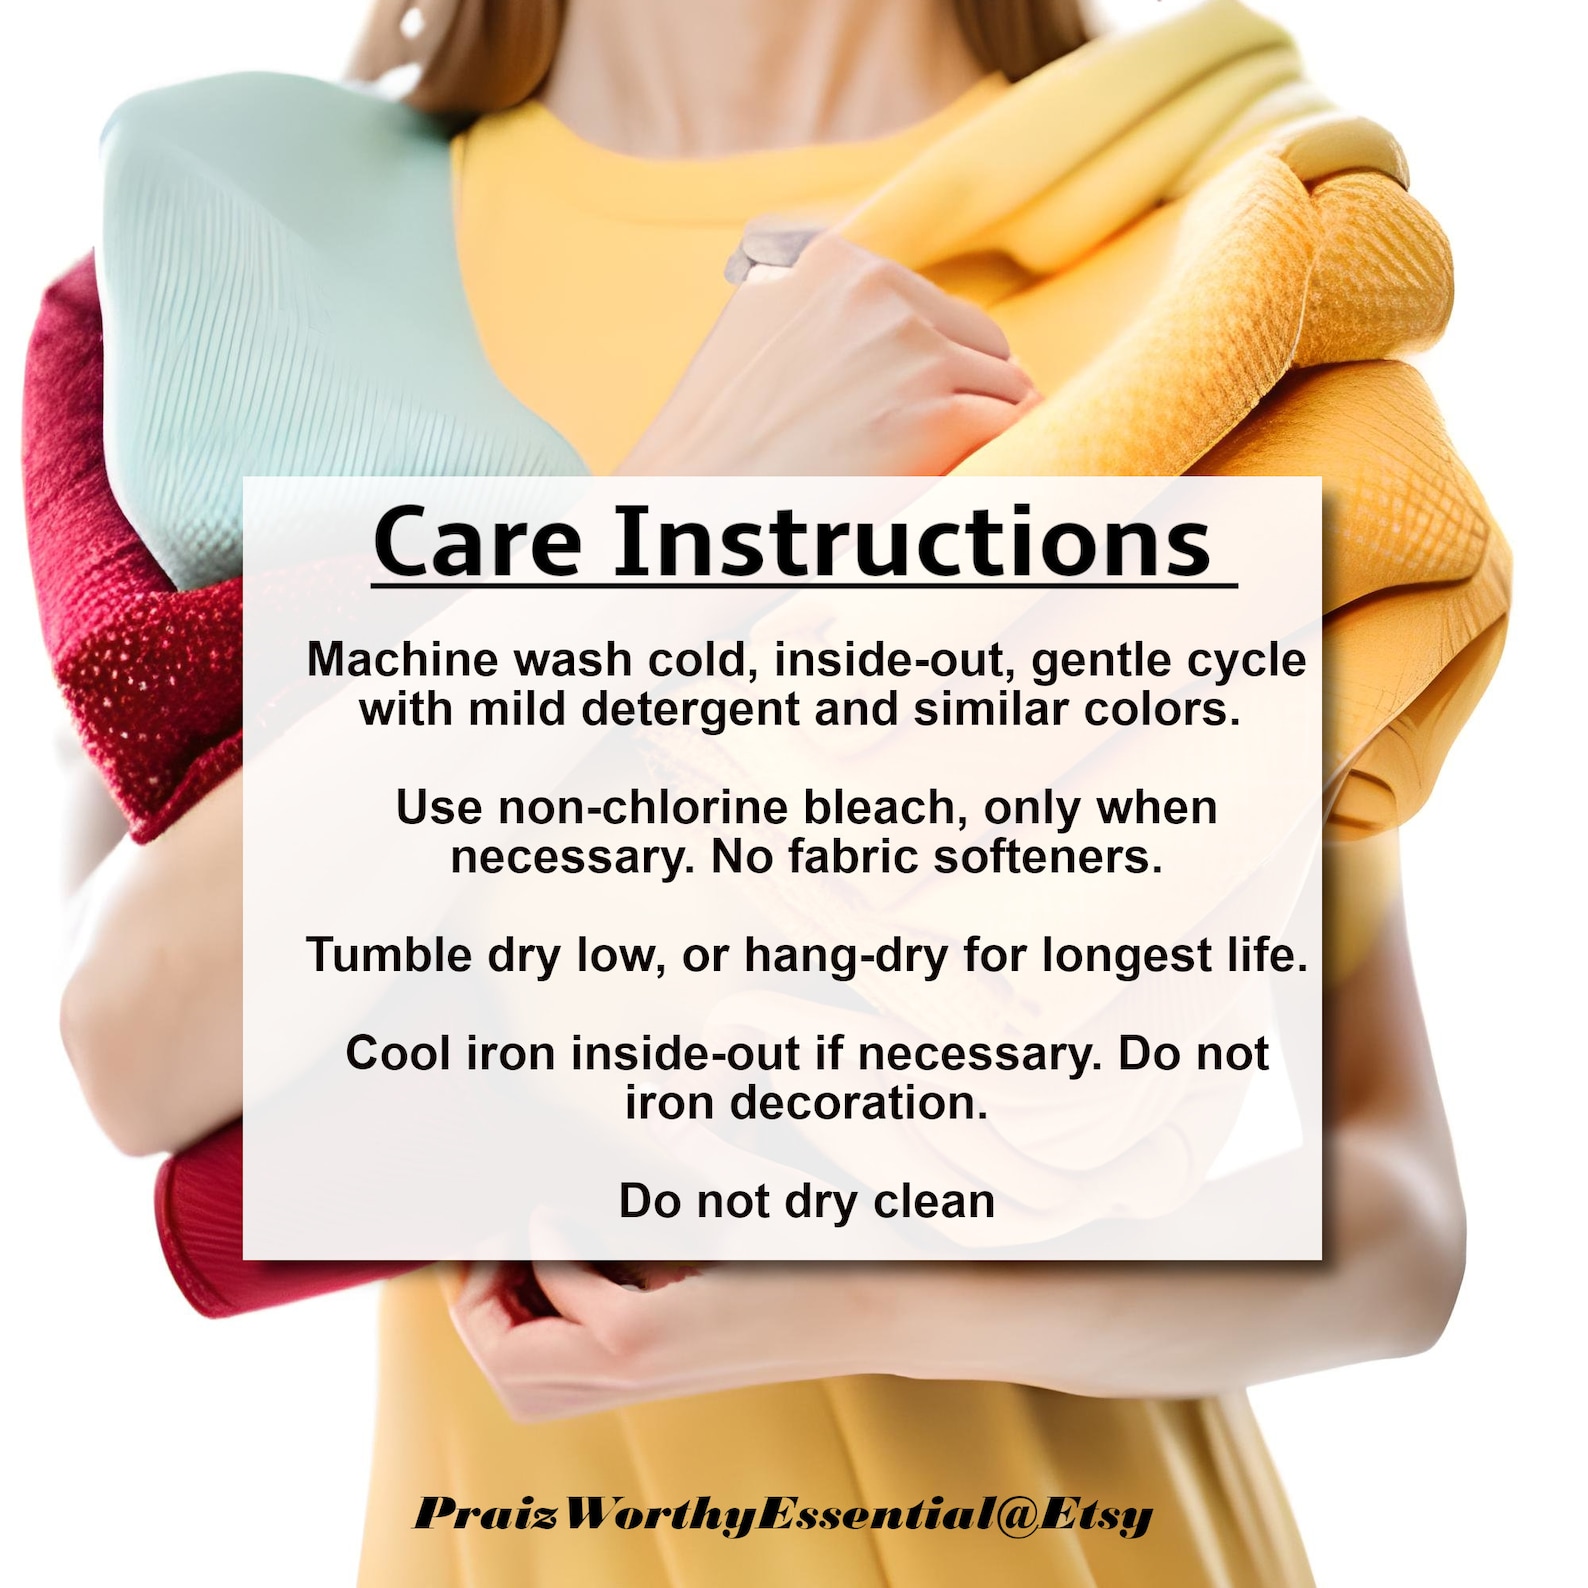 Care Instructions
Machine wash cold, inside-out, gentle cycle
with mild detergent and similar colors.
Use non-chlorine bleach, only when
necessary. No fabric softeners.
Tumble dry low, or hang-dry for longest life.
Cool iron inside-out if necessary. Do not
iron decoration.
Do not dry clean
PraizWorthyEssential@Etsy